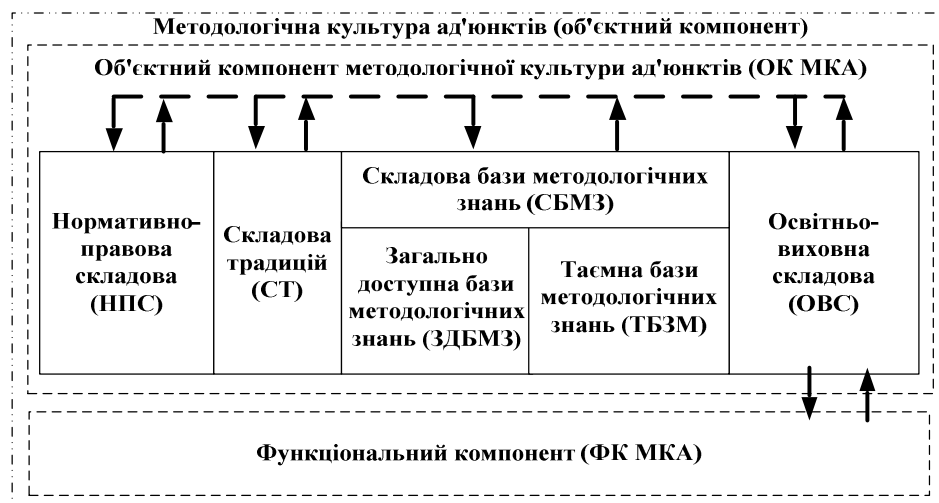 Методологічна культура ад'юнктів (об'єктний компонент)
Об'єктний компонент методологічної культури ад'юнктів (ОК МКА)
Нормативно-
правова
складова
(НПС)
Складова
традицій
(СТ)
Складова бази методологічних
знань (СБМЗ)
Загально
доступна бази
методологічних
знань (ЗДБМЗ)
Таємна бази
методологічних
знань (ТБЗМ)
Освітньо-
виховна
складова
(ОВС)
Функціональний компонент (ФК МКА)